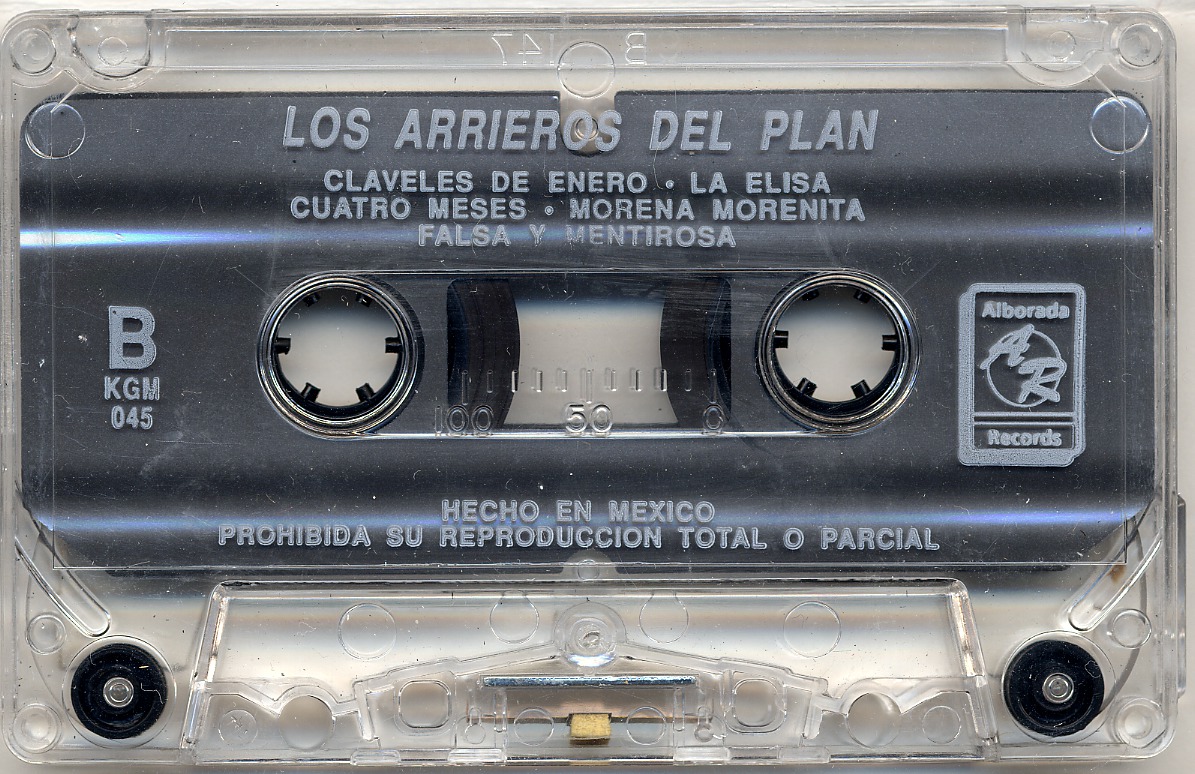 B 47
LOS ARRIEROS DEL PLAN
CLAVELES DE ENERO • LA ELISA
CUATRO MESES • MORENA MORENITA
FALSA Y MENTIROSA
B
KGM
045
100 50 0
Alborada
AR
Records
HECHO EN MEXICO
PROHIBIDA SU REPRODUCCION TOTAL O PARCIAL